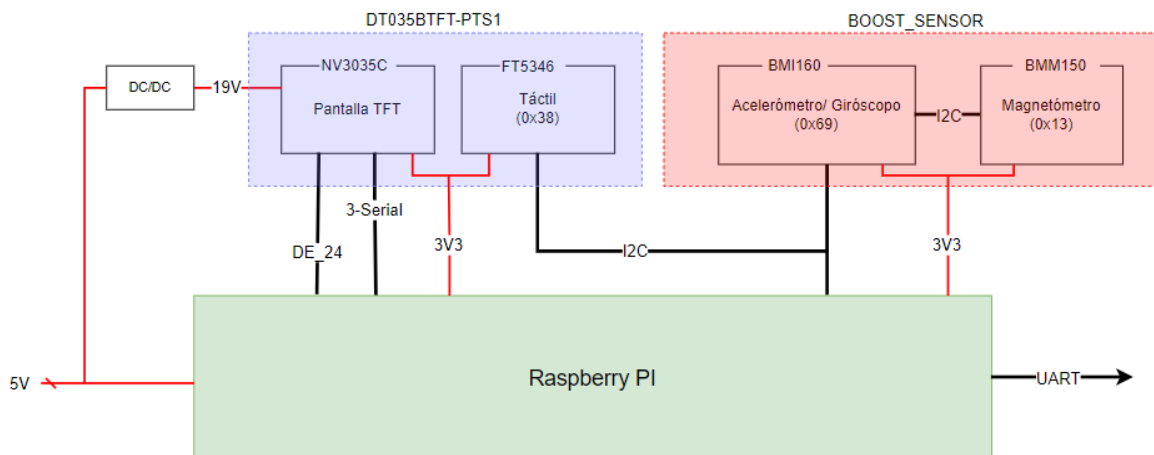 DT035BTFT-PTS1
BOOST_SENSOR
NV3035C
FT5346
BMI160
BMM150
DC/DC
19V
Pantalla TFT
Táctil
(0x38)
Acelerómetro/ Giróscopo
(0x69)
I2C
Magnetómetro
(0x13)
3-Serial
DE_24
3V3
I2C
3V3
5V
Raspberry PI
UART